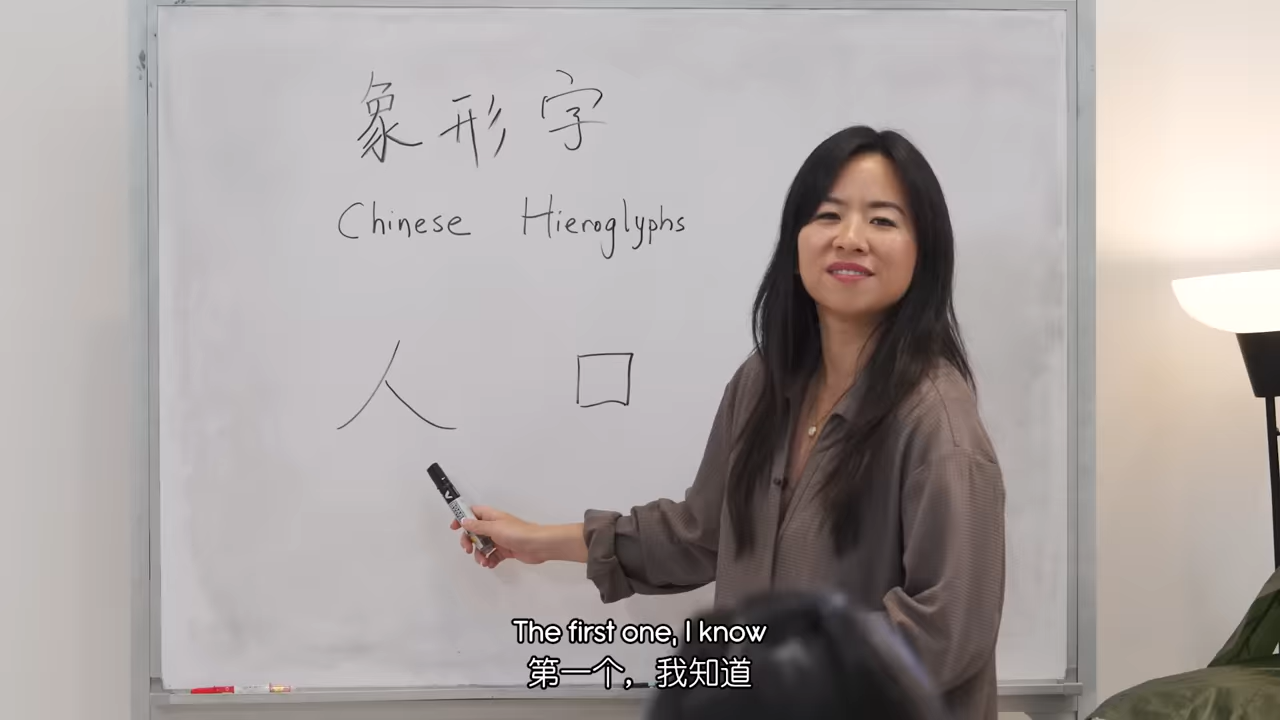 象形字
Chinese Hieroglyphs
人 口
The first one, I know
第一个，我知道